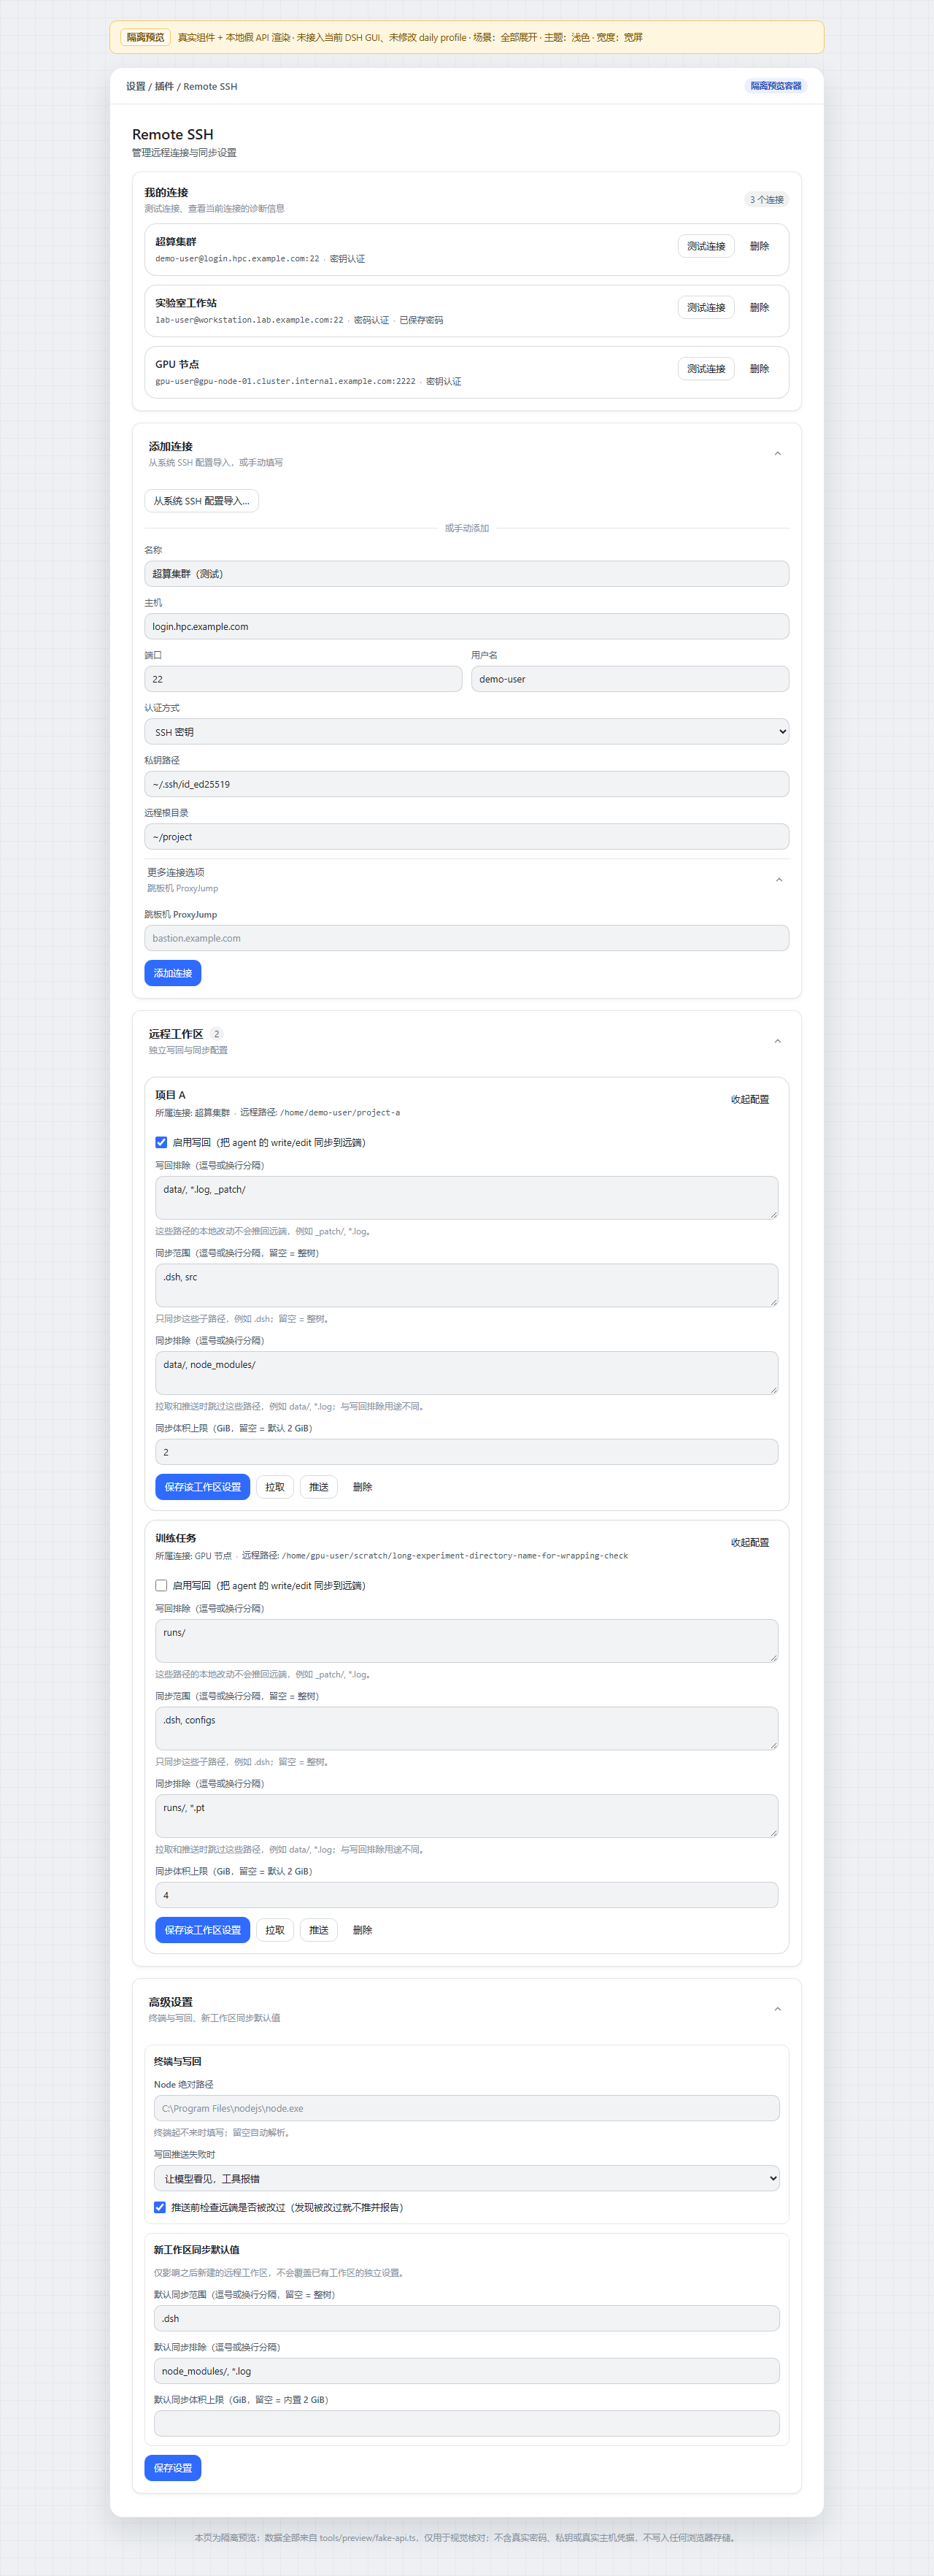 隔离预览 真实组件 + 本地假 API 渲染 · 未接入当前 DSH GUI、未修改 daily profile · 场景：全部展开 · 主题：浅色 · 宽度：宽屏
设置 / 插件 / Remote SSH 隔离预览容器
Remote SSH
管理远程连接与同步设置
我的连接
测试连接、查看当前连接的诊断信息
3 个连接
超算集群
demo-user@login.hpc.example.com:22 · 密钥认证
测试连接 删除
实验室工作站
lab-user@workstation.lab.example.com:22 · 密码认证 · 已保存密码
测试连接 删除
GPU 节点
gpu-user@gpu-node-01.cluster.internal.example.com:2222 · 密钥认证
测试连接 删除
添加连接
从系统 SSH 配置导入，或手动填写
从系统 SSH 配置导入…
或手动添加
名称
超算集群（测试）
主机
login.hpc.example.com
端口 用户名
22 demo-user
认证方式
SSH 密钥
私钥路径
~/.ssh/id_ed25519
远程根目录
~/project
更多连接选项
跳板机 ProxyJump
跳板机 ProxyJump
bastion.example.com
添加连接
远程工作区 2
独立写回与同步配置
项目 A
所属连接: 超算集群 · 远程路径: /home/demo-user/project-a
收起配置
启用写回（把 agent 的 write/edit 同步到远端）
写回排除（逗号或换行分隔）
data/, *.log, _patch/
这些路径的本地改动不会推回远端，例如 _patch/, *.log。
同步范围（逗号或换行分隔，留空 = 整树）
.dsh, src
只同步这些子路径，例如 .dsh；留空 = 整树。
同步排除（逗号或换行分隔）
data/, node_modules/
拉取和推送时跳过这些路径，例如 data/, *.log；与写回排除用途不同。
同步体积上限（GiB，留空 = 默认 2 GiB）
2
保存该工作区设置 拉取 推送 删除
训练任务
所属连接: GPU 节点 · 远程路径: /home/gpu-user/scratch/long-experiment-directory-name-for-wrapping-check
收起配置
启用写回（把 agent 的 write/edit 同步到远端）
写回排除（逗号或换行分隔）
runs/
这些路径的本地改动不会推回远端，例如 _patch/, *.log。
同步范围（逗号或换行分隔，留空 = 整树）
.dsh, configs
只同步这些子路径，例如 .dsh；留空 = 整树。
同步排除（逗号或换行分隔）
runs/, *.pt
拉取和推送时跳过这些路径，例如 data/, *.log；与写回排除用途不同。
同步体积上限（GiB，留空 = 默认 2 GiB）
4
保存该工作区设置 拉取 推送 删除
高级设置
终端与写回、新工作区同步默认值
终端与写回
Node 绝对路径
C:\Program Files\nodejs\node.exe
终端起不来时填写；留空自动解析。
写回推送失败时
让模型看见，工具报错
推送前检查远端是否被改过（发现被改过就不推并报告）
新工作区同步默认值
仅影响之后新建的远程工作区，不会覆盖已有工作区的独立设置。
默认同步范围（逗号或换行分隔，留空 = 整树）
.dsh
默认同步排除（逗号或换行分隔）
node_modules/, *.log
默认同步体积上限（GiB，留空 = 内置 2 GiB）
保存设置
本页为隔离预览：数据全部来自 tools/preview/fake-api.ts，仅用于视觉核对；不含真实密码、私钥或真实主机凭据，不写入任何浏览器存储。